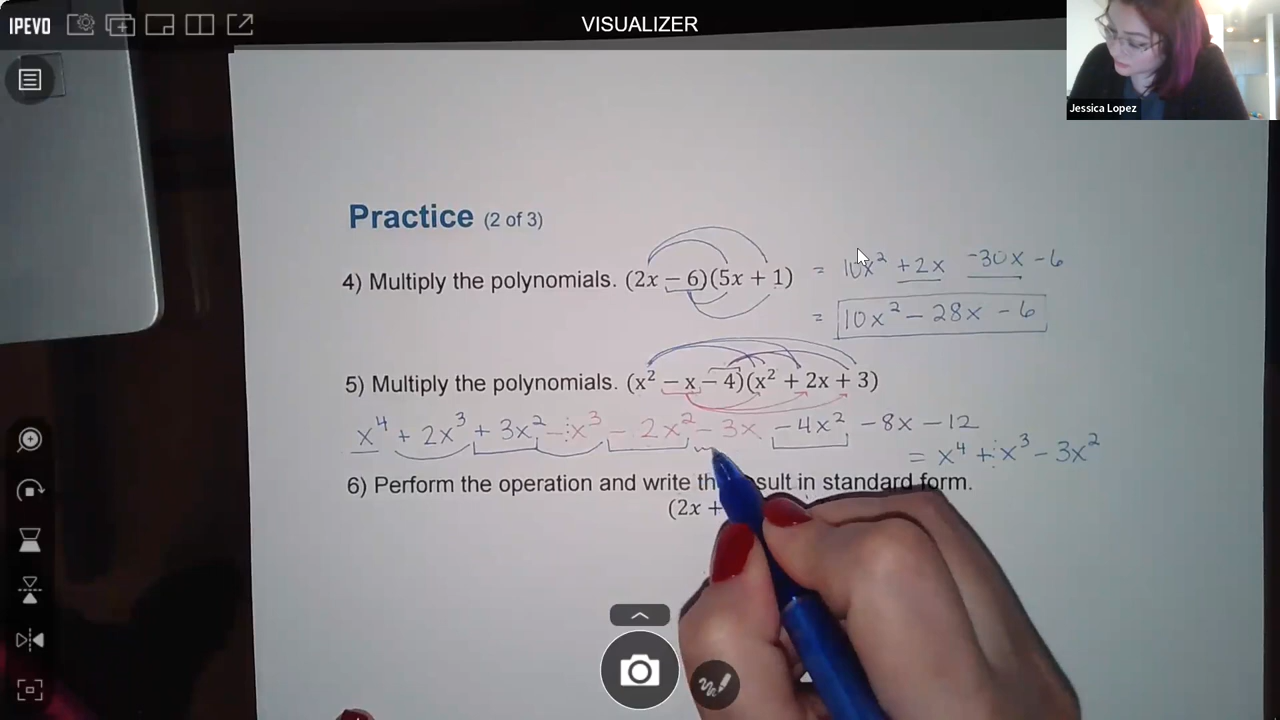 IPEVO
VISUALIZER
Jessica Lopez
Practice (2 of 3)
4) Multiply the polynomials. (2x − 6)(5x + 1) = 10x² + 2x -30x - 6
= 10x² − 28x − 6
5) Multiply the polynomials. (x² − x − 4)(x² + 2x + 3)
x⁴ + 2x³ + 3x² − x³ − 2x² − 3x − 4x² − 8x − 12
= x⁴ + x³ − 3x²
6) Perform the operation and write the result in standard form.
(2x +